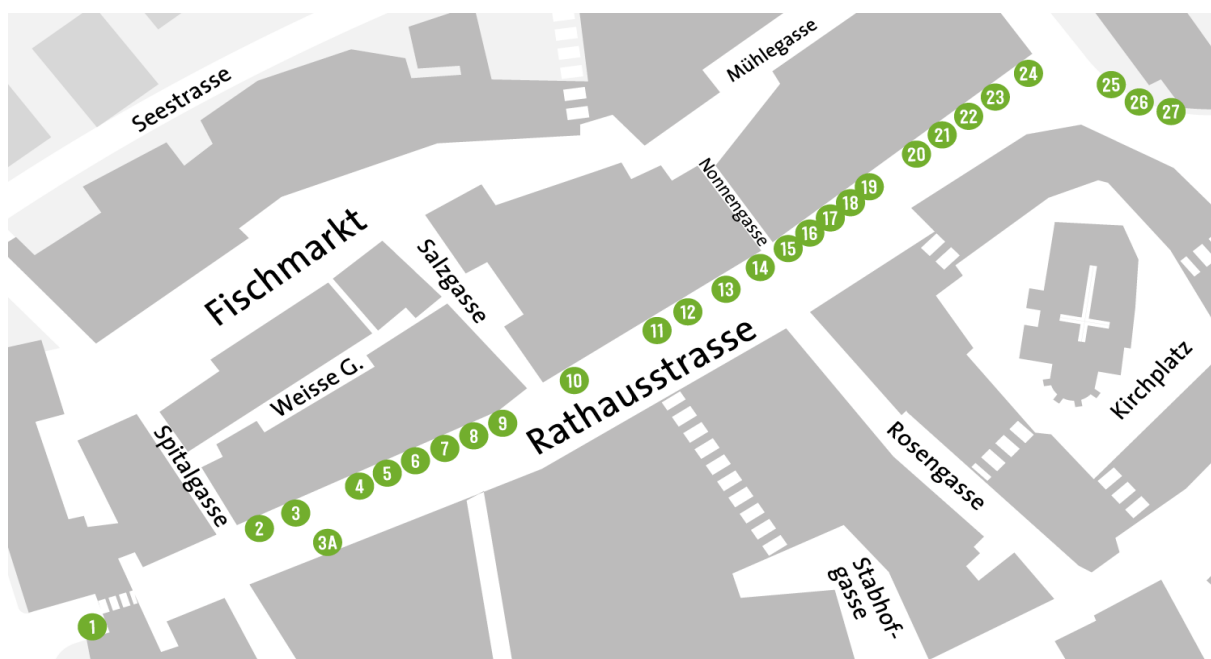 Seestrasse
Mühlegasse
Fischmarkt
Salzgasse
Nonnengasse
Weisse G.
Spitalgasse
Rathausstrasse
Rosengasse
Kirchplatz
Stabhof-
gasse
1
2
3
3A
4
5
6
7
8
9
10
11
12
13
14
15
16
17
18
19
20
21
22
23
24
25
26
27